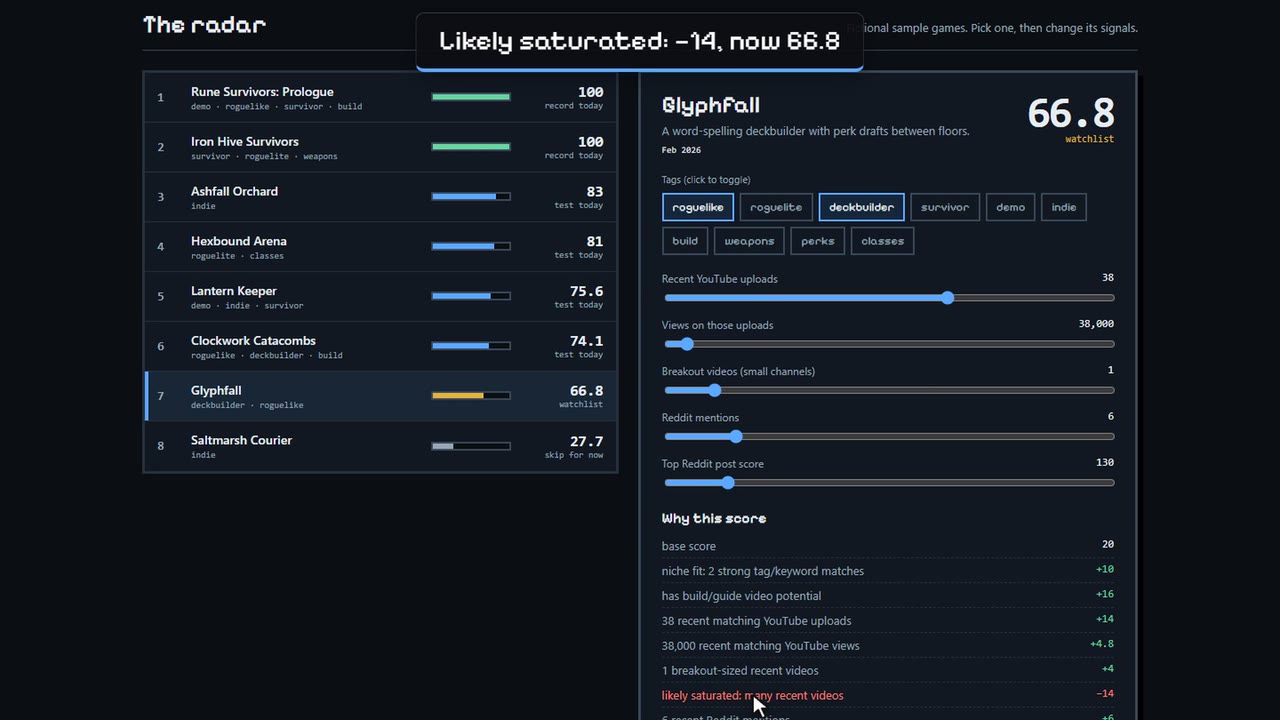 The radar
Likely saturated: −14, now 66.8
ional sample games. Pick one, then change its signals.
1
Rune Survivors: Prologue
demo · roguelike · survivor · build
100
record today
2
Iron Hive Survivors
survivor · roguelite · weapons
100
record today
3
Ashfall Orchard
indie
83
test today
4
Hexbound Arena
roguelite · classes
81
test today
5
Lantern Keeper
demo · indie · survivor
75.6
test today
6
Clockwork Catacombs
roguelike · deckbuilder · build
74.1
test today
7
Glyphfall
deckbuilder · roguelike
66.8
watchlist
8
Saltmarsh Courier
indie
27.7
skip for now
Glyphfall
A word-spelling deckbuilder with perk drafts between floors.
Feb 2026
66.8
watchlist
Tags (click to toggle)
roguelike roguelite deckbuilder survivor demo indie
build weapons perks classes
Recent YouTube uploads 38
Views on those uploads 38,000
Breakout videos (small channels) 1
Reddit mentions 6
Top Reddit post score 130
Why this score
base score 20
niche fit: 2 strong tag/keyword matches +10
has build/guide video potential +16
38 recent matching YouTube uploads +14
38,000 recent matching YouTube views +4.8
1 breakout-sized recent videos +4
likely saturated: many recent videos −14
6 recent Reddit mentions +6